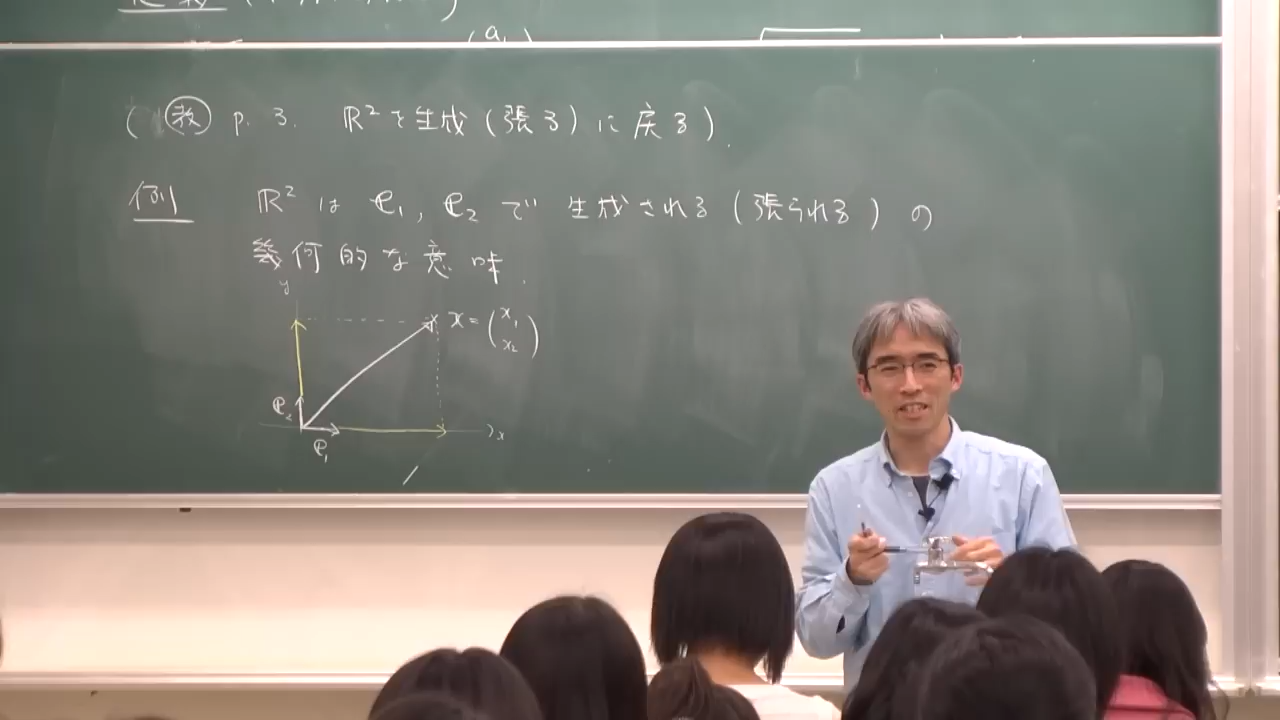 (a₁)
(教 p. 3. ℝ² を生成(張る)に戻る).
例 ℝ² は e₁, e₂ で 生成される(張られる)の
幾何的な意味.
y
x = (x₁ x₂)
e₂
x
e₁